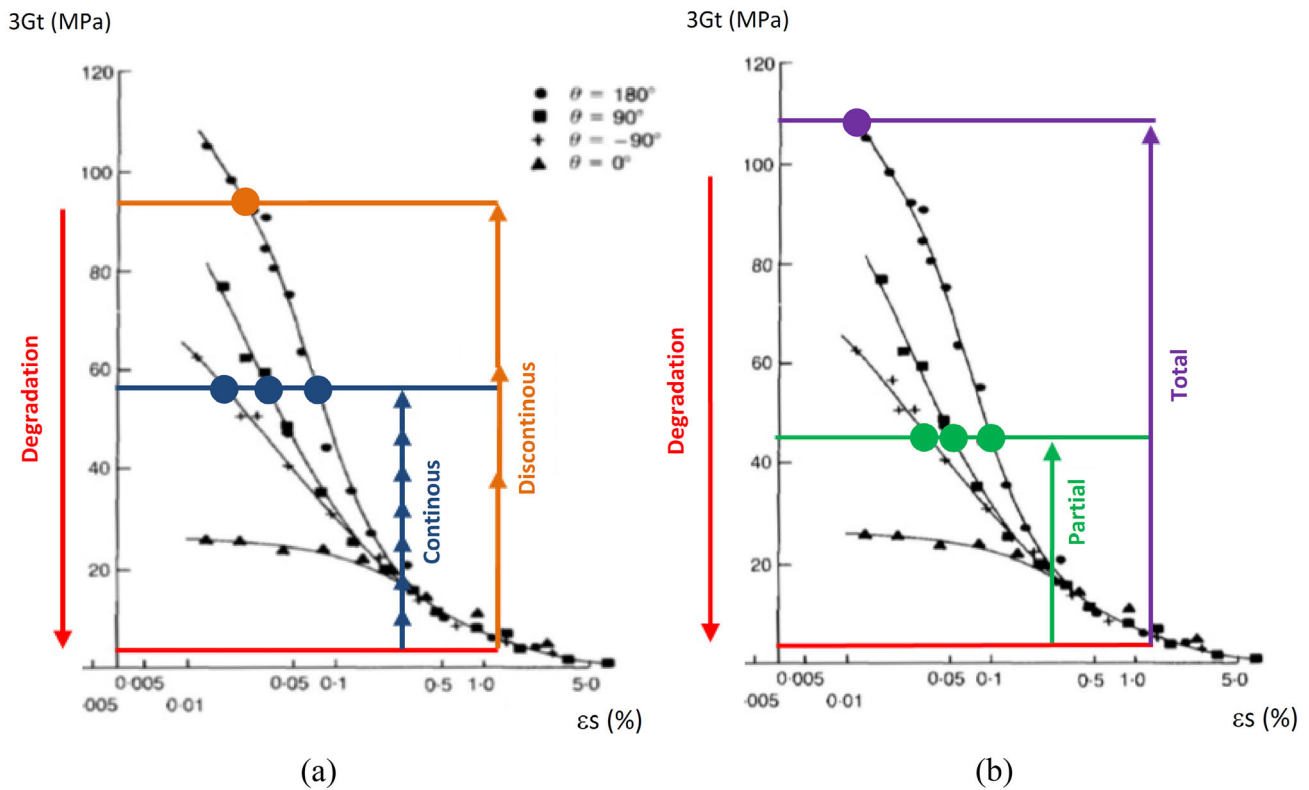 3Gt (MPa)
120
100
80
60
40
20
● θ = 180°
■ θ = 90°
+ θ = −90°
▲ θ = 0°
Degradation
Continous
Discontinous
0·005 0·05 0·1 0·5 1·0 5·0
·005 0·01
εs (%)
(a)
3Gt (MPa)
120
100
80
60
40
20
Degradation
Partial
Total
0·005 0·05 0·1 0·5 1·0 5·0
·005 0·01
εs (%)
(b)